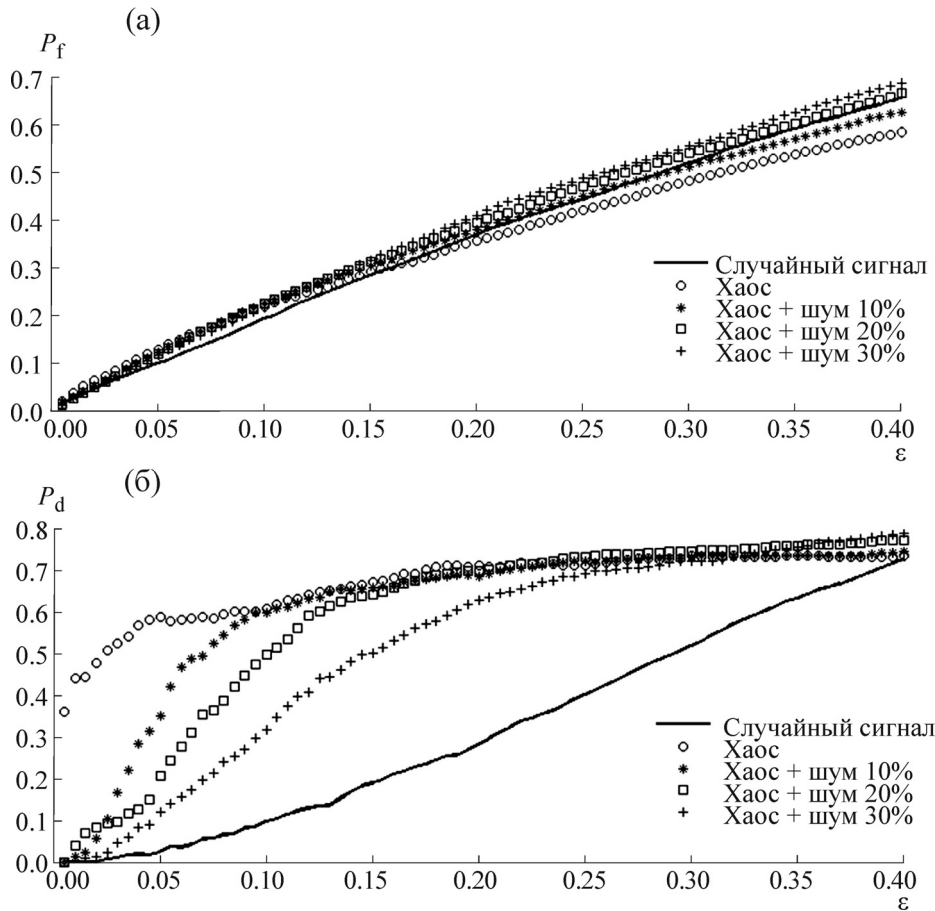 (а)
Pf
0.7
0.6
0.5
0.4
0.3
0.2
0.1
0.0
Случайный сигнал
Хаос
Хаос + шум 10%
Хаос + шум 20%
Хаос + шум 30%
0.00 0.05 0.10 0.15 0.20 0.25 0.30 0.35 0.40
ε
(б)
Pd
0.8
0.7
0.6
0.5
0.4
0.3
0.2
0.1
0.0
Случайный сигнал
Хаос
Хаос + шум 10%
Хаос + шум 20%
Хаос + шум 30%
0.00 0.05 0.10 0.15 0.20 0.25 0.30 0.35 0.40
ε